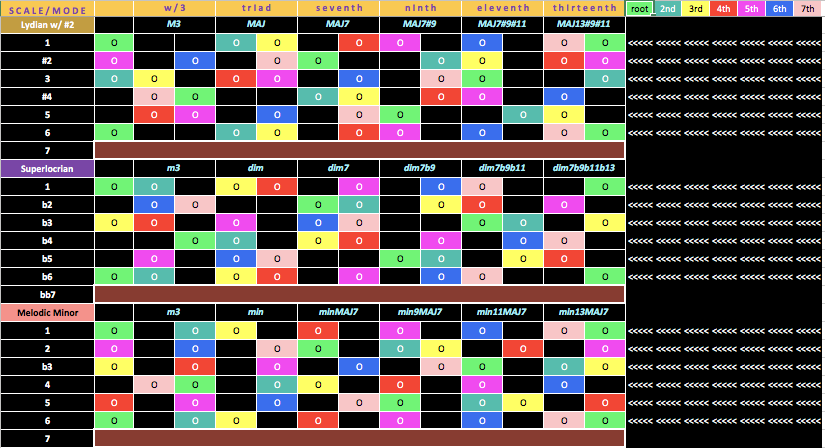 SCALE/MODE w/3 triad seventh ninth eleventh thirteenth root 2nd 3rd 4th 5th 6th 7th
Lydian w/ #2 M3 MAJ MAJ7 MAJ7#9 MAJ7#9#11 MAJ13#9#11
1 O O O O O O O O <<<<< <<<<< <<<<< <<<<< <<<<< <<<<< <<<<<
#2 O O O O O O O O <<<<< <<<<< <<<<< <<<<< <<<<< <<<<< <<<<<
3 O O O O O O O O <<<<< <<<<< <<<<< <<<<< <<<<< <<<<< <<<<<
#4 O O O O O O O <<<<< <<<<< <<<<< <<<<< <<<<< <<<<< <<<<<
5 O O O O O O O <<<<< <<<<< <<<<< <<<<< <<<<< <<<<< <<<<<
6 O O O O O O O O <<<<< <<<<< <<<<< <<<<< <<<<< <<<<< <<<<<
7
Superlocrian m3 dim dim7 dim7b9 dim7b9b11 dim7b9b11b13
1 O O O O O O O O <<<<< <<<<< <<<<< <<<<< <<<<< <<<<< <<<<<
b2 O O O O O O O <<<<< <<<<< <<<<< <<<<< <<<<< <<<<< <<<<<
b3 O O O O O O O O <<<<< <<<<< <<<<< <<<<< <<<<< <<<<< <<<<<
b4 O O O O O O O <<<<< <<<<< <<<<< <<<<< <<<<< <<<<< <<<<<
b5 O O O O O O O <<<<< <<<<< <<<<< <<<<< <<<<< <<<<< <<<<<
b6 O O O O O O O O <<<<< <<<<< <<<<< <<<<< <<<<< <<<<< <<<<<
bb7
Melodic Minor m3 min minMAJ7 min9MAJ7 min11MAJ7 min13MAJ7
1 O O O O O O O O <<<<< <<<<< <<<<< <<<<< <<<<< <<<<< <<<<<
2 O O O O O O O O <<<<< <<<<< <<<<< <<<<< <<<<< <<<<< <<<<<
b3 O O O O O O O O <<<<< <<<<< <<<<< <<<<< <<<<< <<<<< <<<<<
4 O O O O O O O <<<<< <<<<< <<<<< <<<<< <<<<< <<<<< <<<<<
5 O O O O O O O O <<<<< <<<<< <<<<< <<<<< <<<<< <<<<< <<<<<
6 O O O O O O O O <<<<< <<<<< <<<<< <<<<< <<<<< <<<<< <<<<<
7